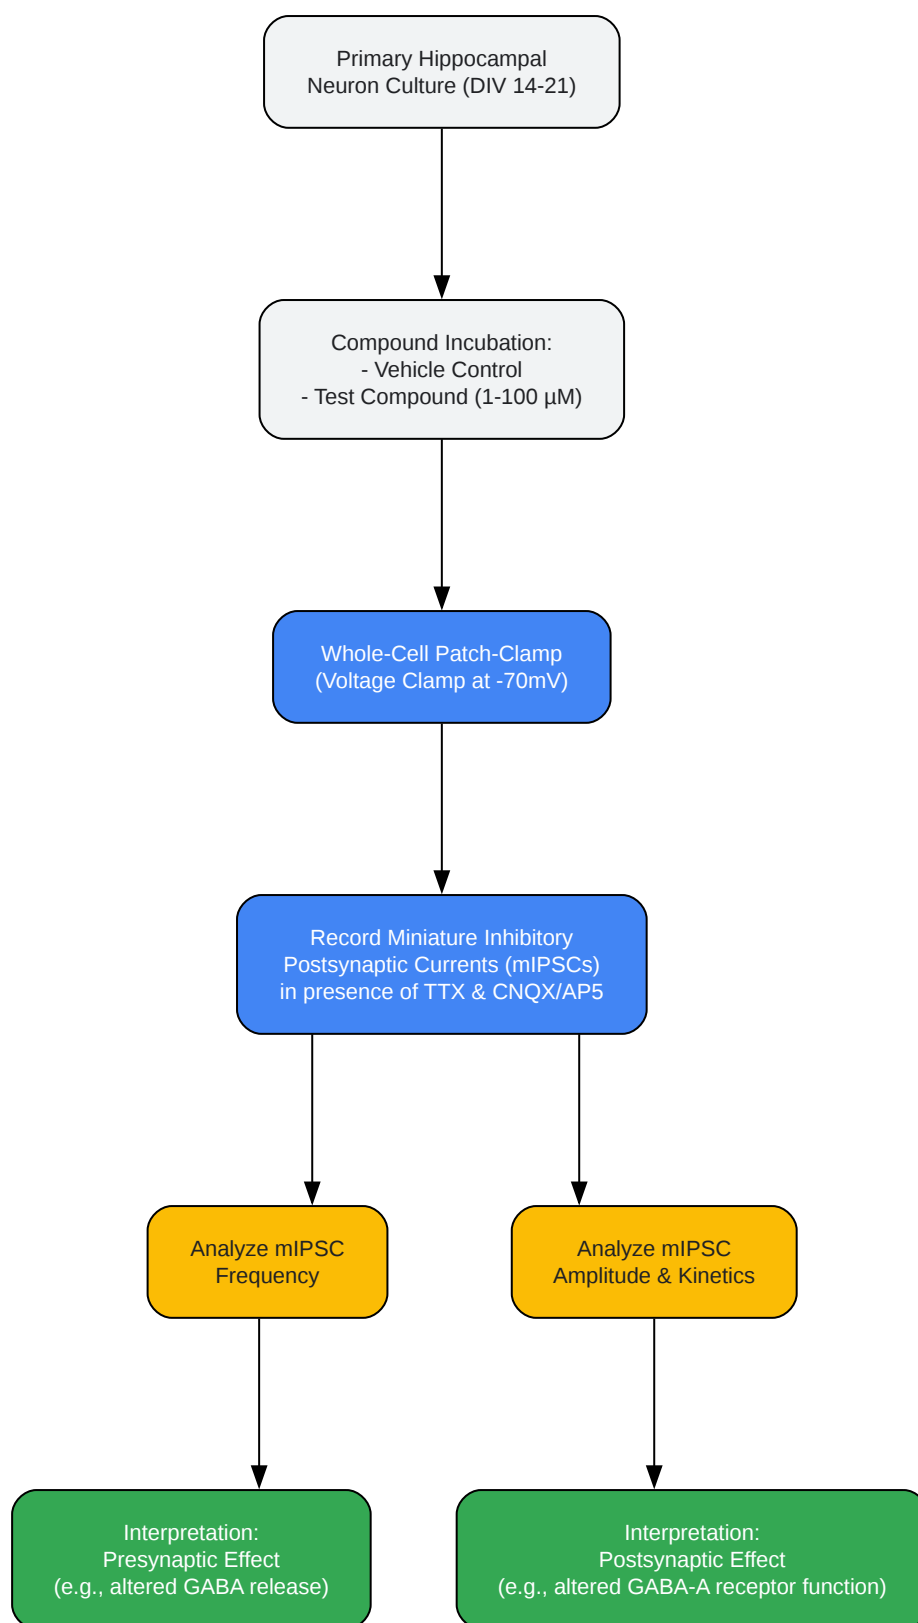 Primary Hippocampal
Neuron Culture (DIV 14-21)
Compound Incubation:
- Vehicle Control
- Test Compound (1-100 µM)
Whole-Cell Patch-Clamp
(Voltage Clamp at -70mV)
Record Miniature Inhibitory
Postsynaptic Currents (mIPSCs)
in presence of TTX & CNQX/AP5
Analyze mIPSC
Frequency
Analyze mIPSC
Amplitude & Kinetics
Interpretation:
Presynaptic Effect
(e.g., altered GABA release)
Interpretation:
Postsynaptic Effect
(e.g., altered GABA-A receptor function)